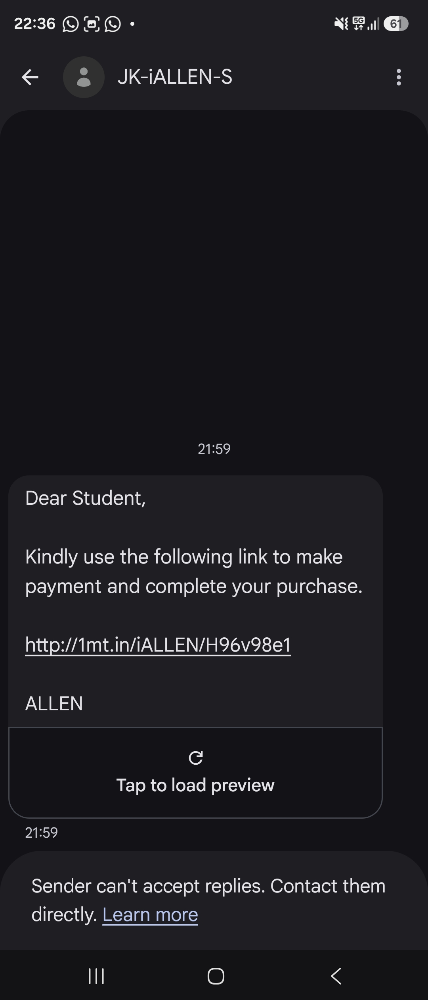 22:36
5G
61
JK-iALLEN-S
21:59
Dear Student,
Kindly use the following link to make
payment and complete your purchase.
http://1mt.in/iALLEN/H96v98e1
ALLEN
Tap to load preview
21:59
Sender can't accept replies. Contact them
directly. Learn more